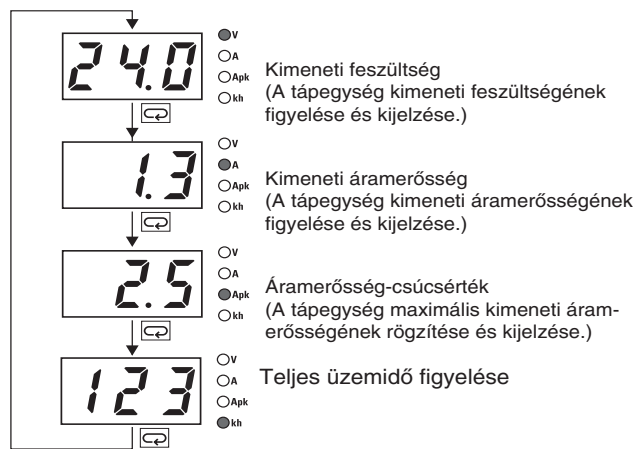 24.0
V
A
Apk
kh
Kimeneti feszültség
(A tápegység kimeneti feszültségének
figyelése és kijelzése.)
1.3
V
A
Apk
kh
Kimeneti áramerősség
(A tápegység kimeneti áramerősségének
figyelése és kijelzése.)
2.5
V
A
Apk
kh
Áramerősség-csúcsérték
(A tápegység maximális kimeneti áram-
erősségének rögzítése és kijelzése.)
123
V
A
Apk
kh
Teljes üzemidő figyelése